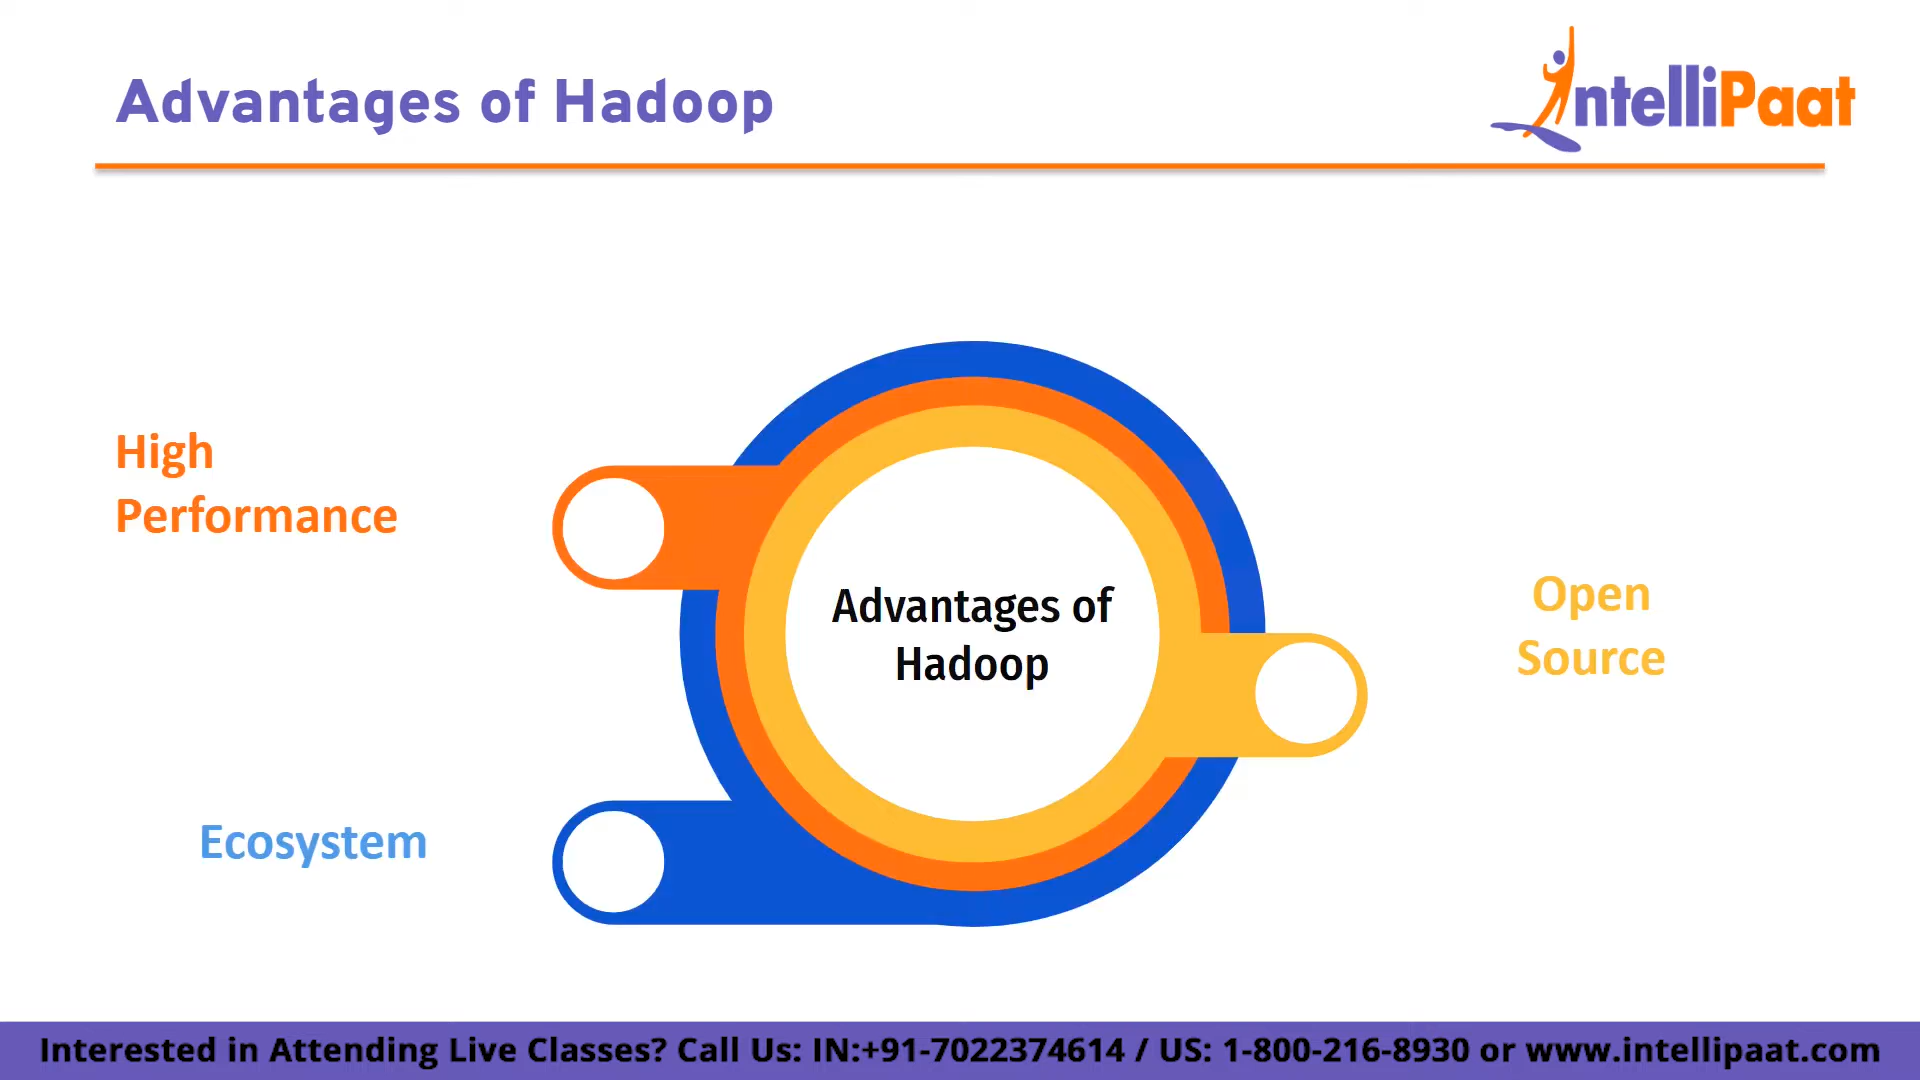 Advantages of Hadoop
IntelliPaat
High
Performance
Advantages of
Hadoop
Open
Source
Ecosystem
Interested in Attending Live Classes? Call Us: IN:+91-7022374614 / US: 1-800-216-8930 or www.intellipaat.com